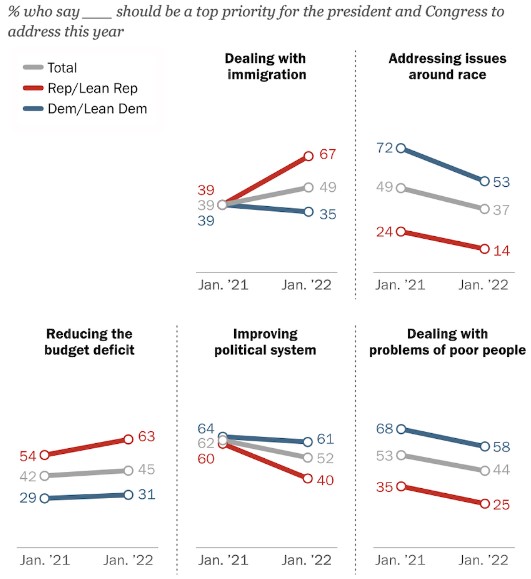 % who say ___ should be a top priority for the president and Congress to
address this year
Total
Rep/Lean Rep
Dem/Lean Dem
Dealing with
immigration
39
39
39
67
49
35
Jan. '21
Jan. '22
Addressing issues
around race
72
49
24
53
37
14
Jan. '21
Jan. '22
Reducing the
budget deficit
54
42
29
63
45
31
Jan. '21
Jan. '22
Improving
political system
64
62
60
61
52
40
Jan. '21
Jan. '22
Dealing with
problems of poor people
68
53
35
58
44
25
Jan. '21
Jan. '22